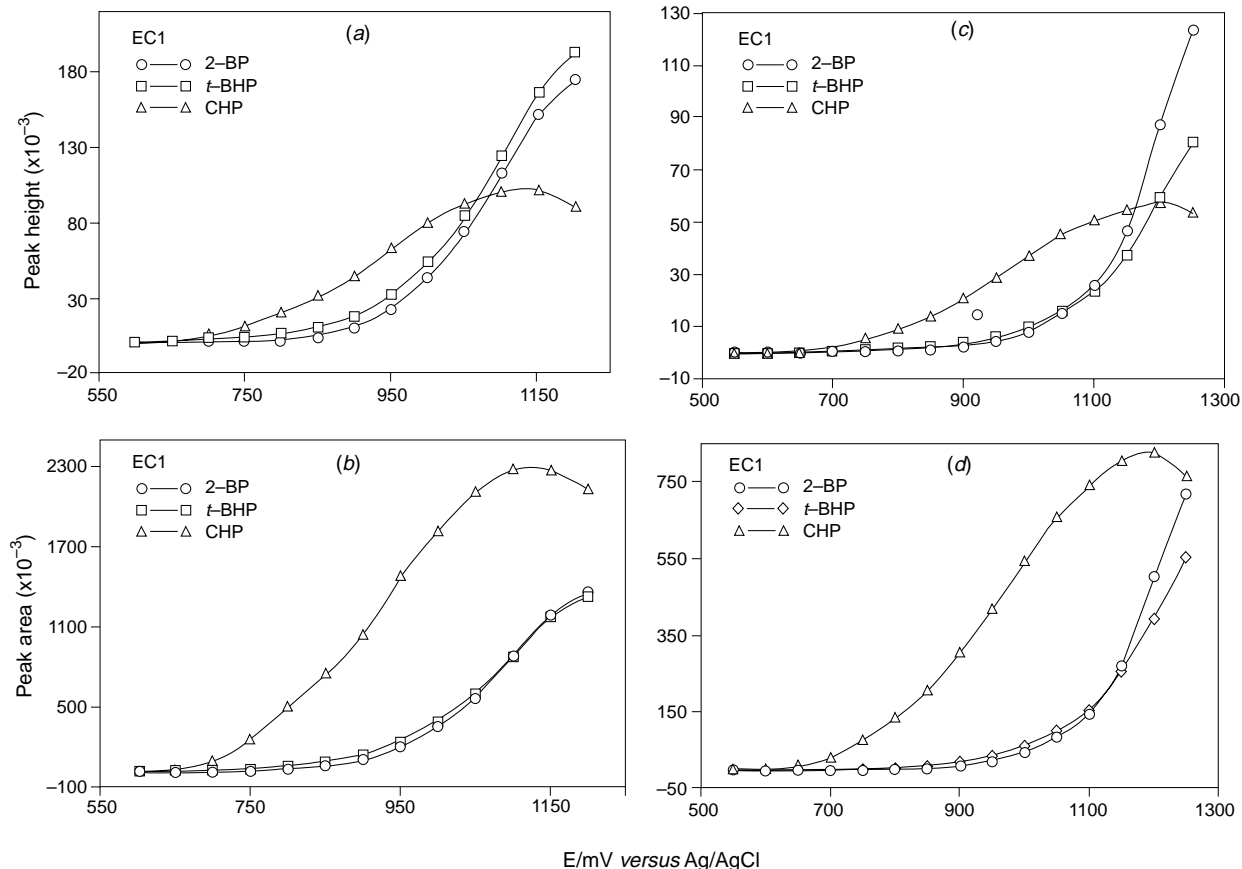 (a)
EC1
2–BP
t–BHP
CHP
Peak height (x10⁻³)
180
130
80
30
–20
550
750
950
1150
(c)
EC1
2–BP
t–BHP
CHP
130
110
90
70
50
30
10
–10
500
700
900
1100
1300
(b)
EC1
2–BP
t–BHP
CHP
Peak area (x10⁻³)
2300
1700
1100
500
–100
550
750
950
1150
(d)
EC1
2–BP
t–BHP
CHP
750
550
350
150
–50
500
700
900
1100
1300
E/mV versus Ag/AgCl